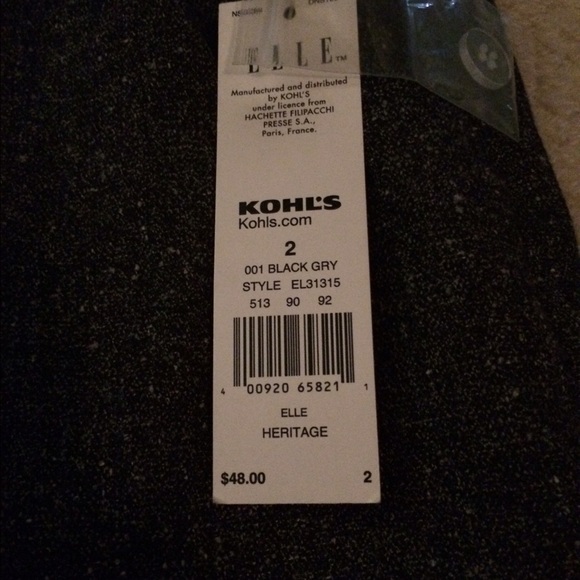 ELLE™
Manufactured and distributed
by KOHL'S
under licence from
HACHETTE FILIPACCHI
PRESSE S.A.,
Paris, France.
KOHL'S
Kohls.com
2
001 BLACK GRY
STYLE EL31315
513 90 92
4 00920 65821 1
ELLE
HERITAGE
$48.00 2